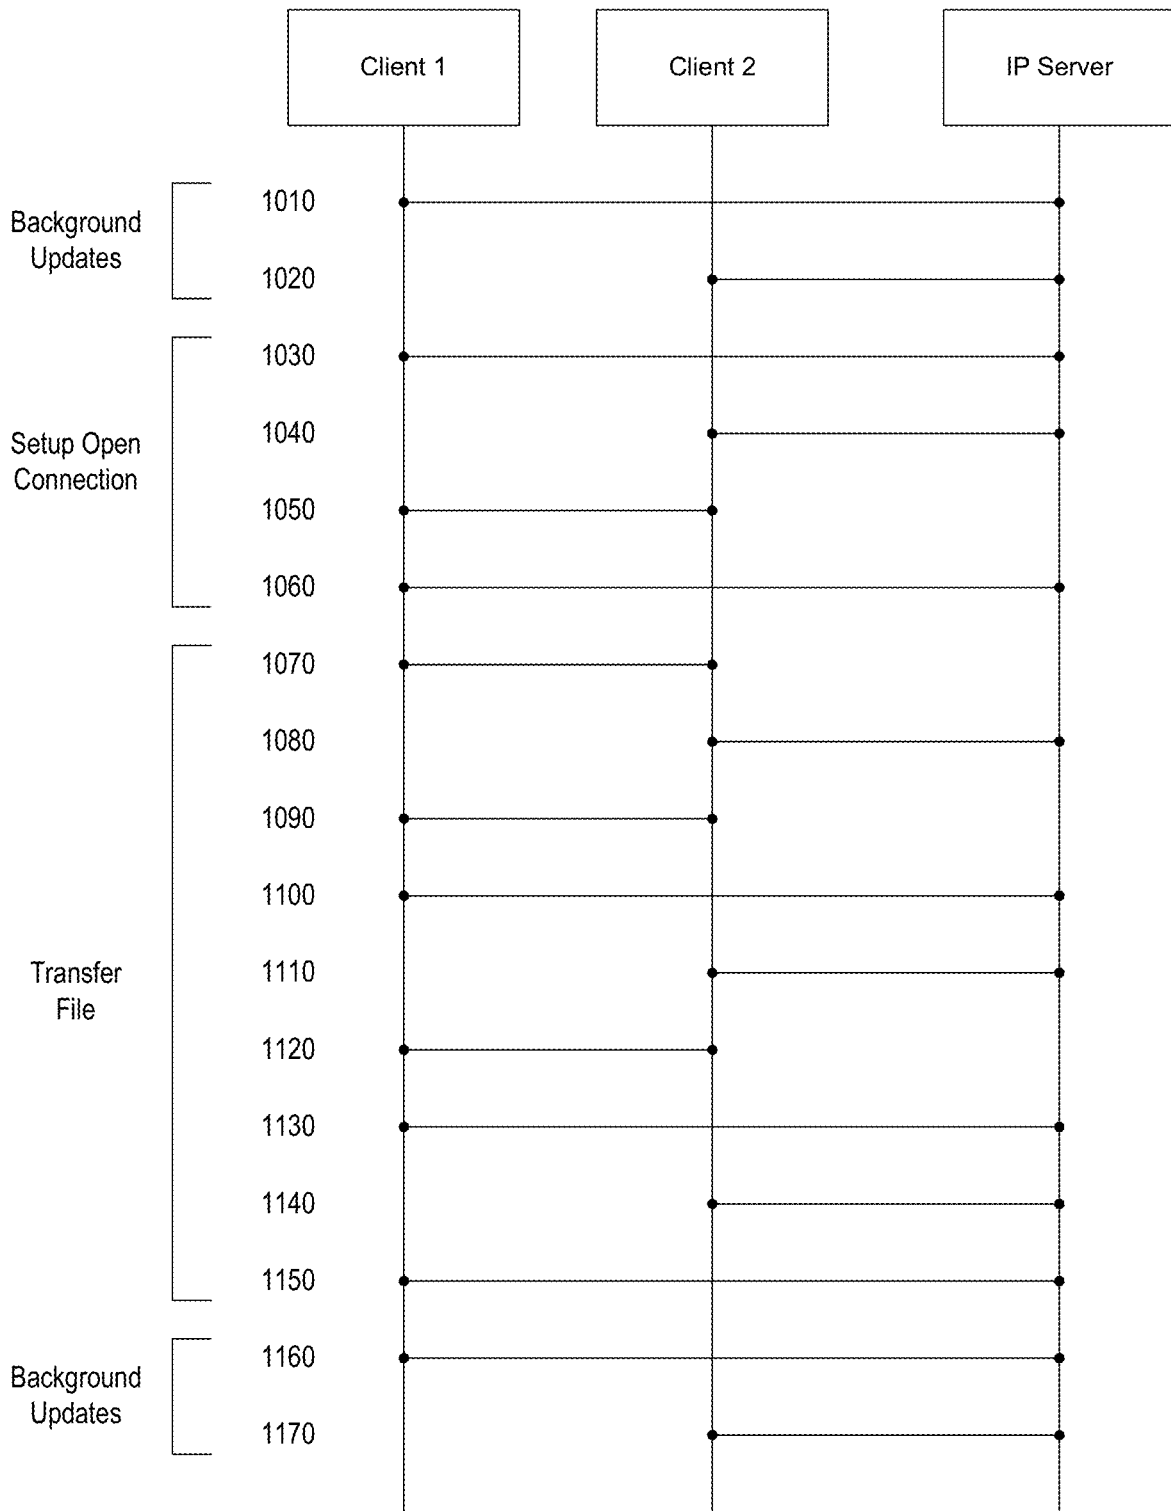 Client 1
Client 2
IP Server
Background
Updates
1010
1020
Setup Open
Connection
1030
1040
1050
1060
Transfer
File
1070
1080
1090
1100
1110
1120
1130
1140
1150
Background
Updates
1160
1170